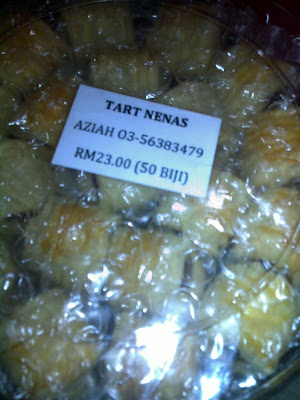 TART NENAS
AZIAH 03-56383479
RM23.00 (50 BIJI)